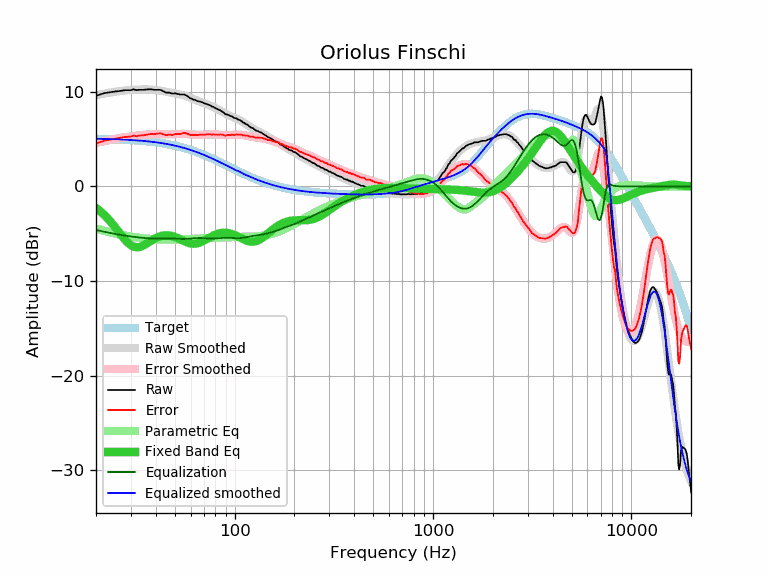 Oriolus Finschi
10
0
−10
−20
−30
Amplitude (dBr)
Target
Raw Smoothed
Error Smoothed
Raw
Error
Parametric Eq
Fixed Band Eq
Equalization
Equalized smoothed
100
1000
10000
Frequency (Hz)